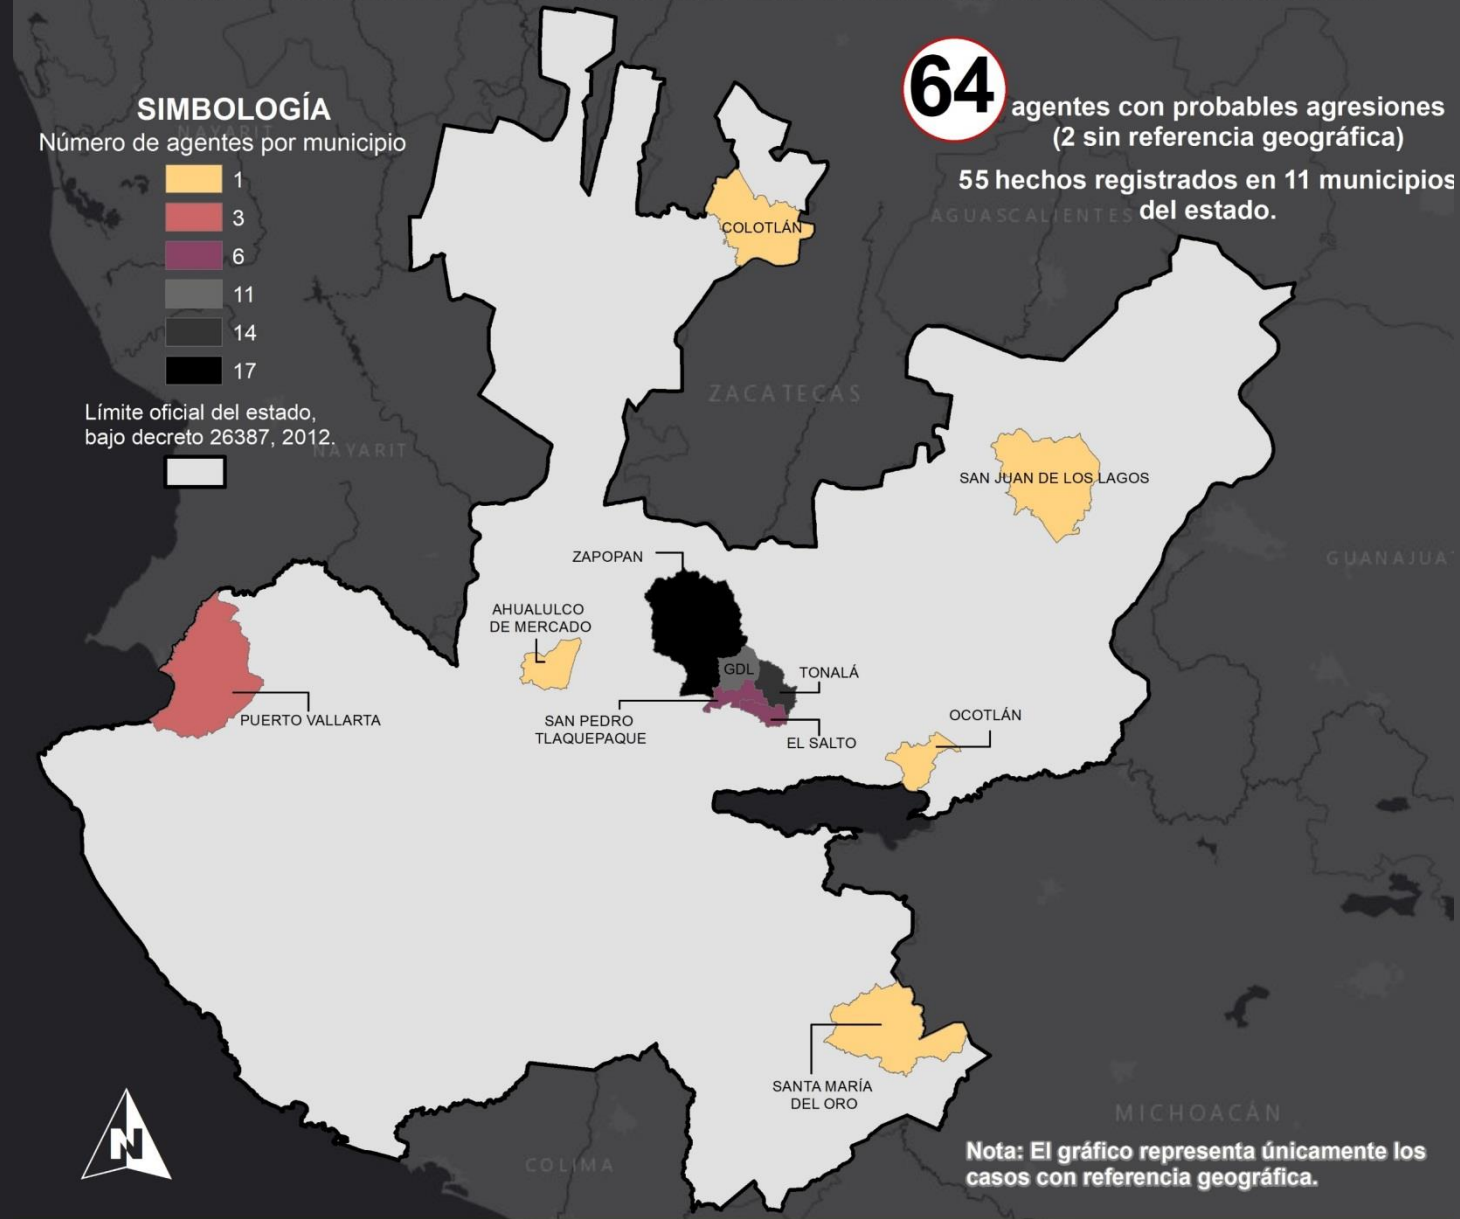 SIMBOLOGÍA
NAYARIT
Número de agentes por municipio
1
3
6
11
14
17
Límite oficial del estado,
bajo decreto 26387, 2012.
NAYARIT
64
agentes con probables agresiones
(2 sin referencia geográfica)
55 hechos registrados en 11 municipios
del estado.
AGUASCALIENTES
COLOTLÁN
ZACATECAS
SAN JUAN DE LOS LAGOS
GUANAJUA
ZAPOPAN
AHUALULCO
DE MERCADO
GDL
TONALÁ
PUERTO VALLARTA
SAN PEDRO
TLAQUEPAQUE
EL SALTO
OCOTLÁN
SANTA MARÍA
DEL ORO
MICHOACÁN
COLIMA
N
Nota: El gráfico representa únicamente los
casos con referencia geográfica.